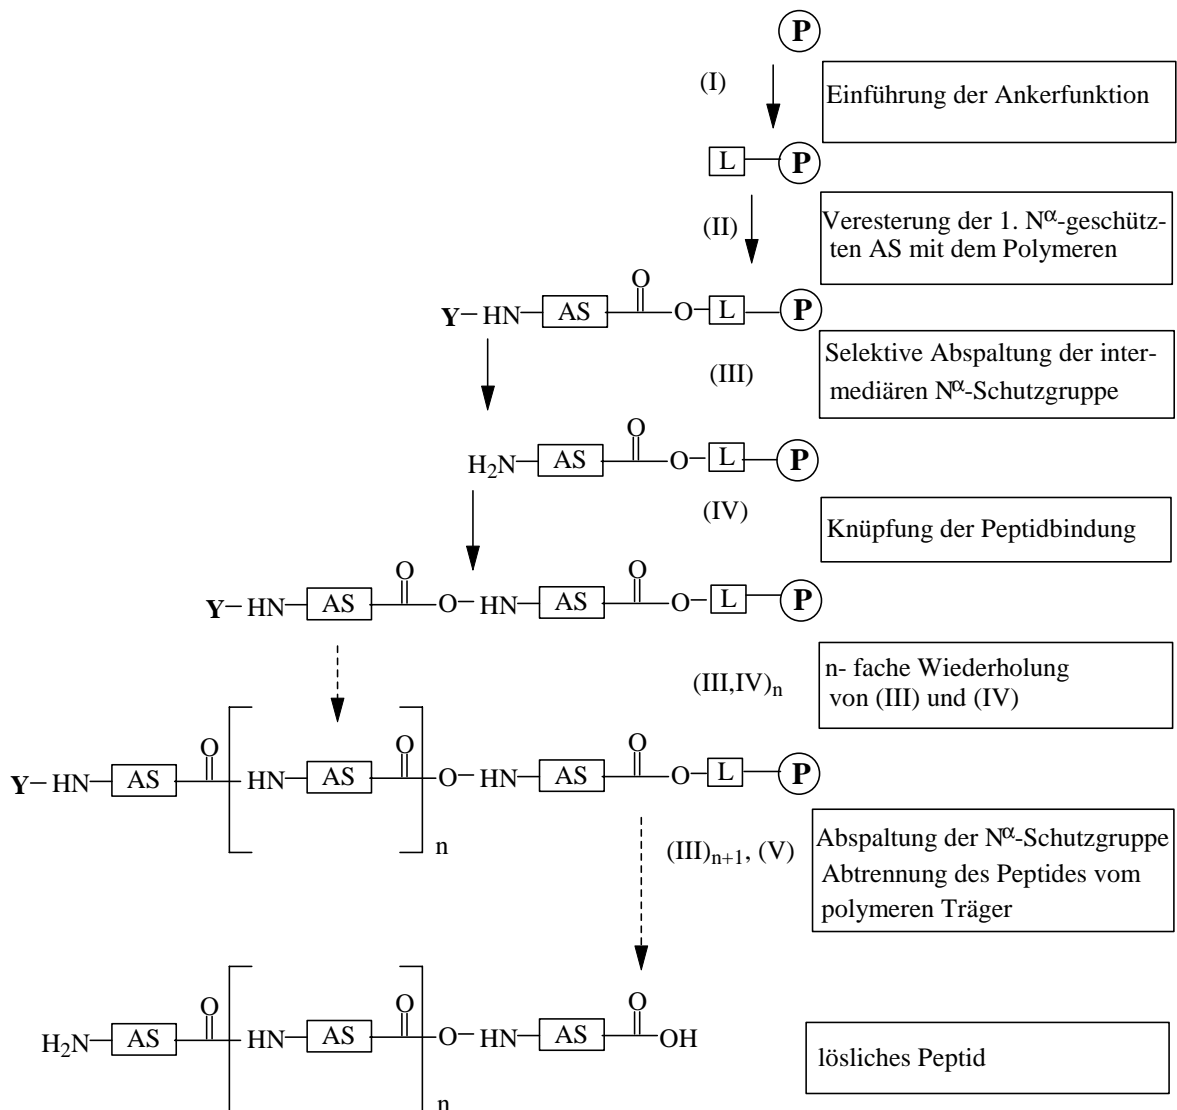 P
(I)
Einführung der Ankerfunktion
L P
(II)
Veresterung der 1. Nα-geschütz-
ten AS mit dem Polymeren
O
Y HN AS O L P
(III)
Selektive Abspaltung der inter-
mediären Nα-Schutzgruppe
O
H2N AS O L P
(IV)
Knüpfung der Peptidbindung
O O
Y HN AS O HN AS O L P
(III,IV)n
n- fache Wiederholung
von (III) und (IV)
O O O
Y HN AS HN AS O HN AS O L P
n
(III)n+1, (V)
Abspaltung der Nα-Schutzgruppe
Abtrennung des Peptides vom
polymeren Träger
O O O
H2N AS HN AS O HN AS OH
n
lösliches Peptid